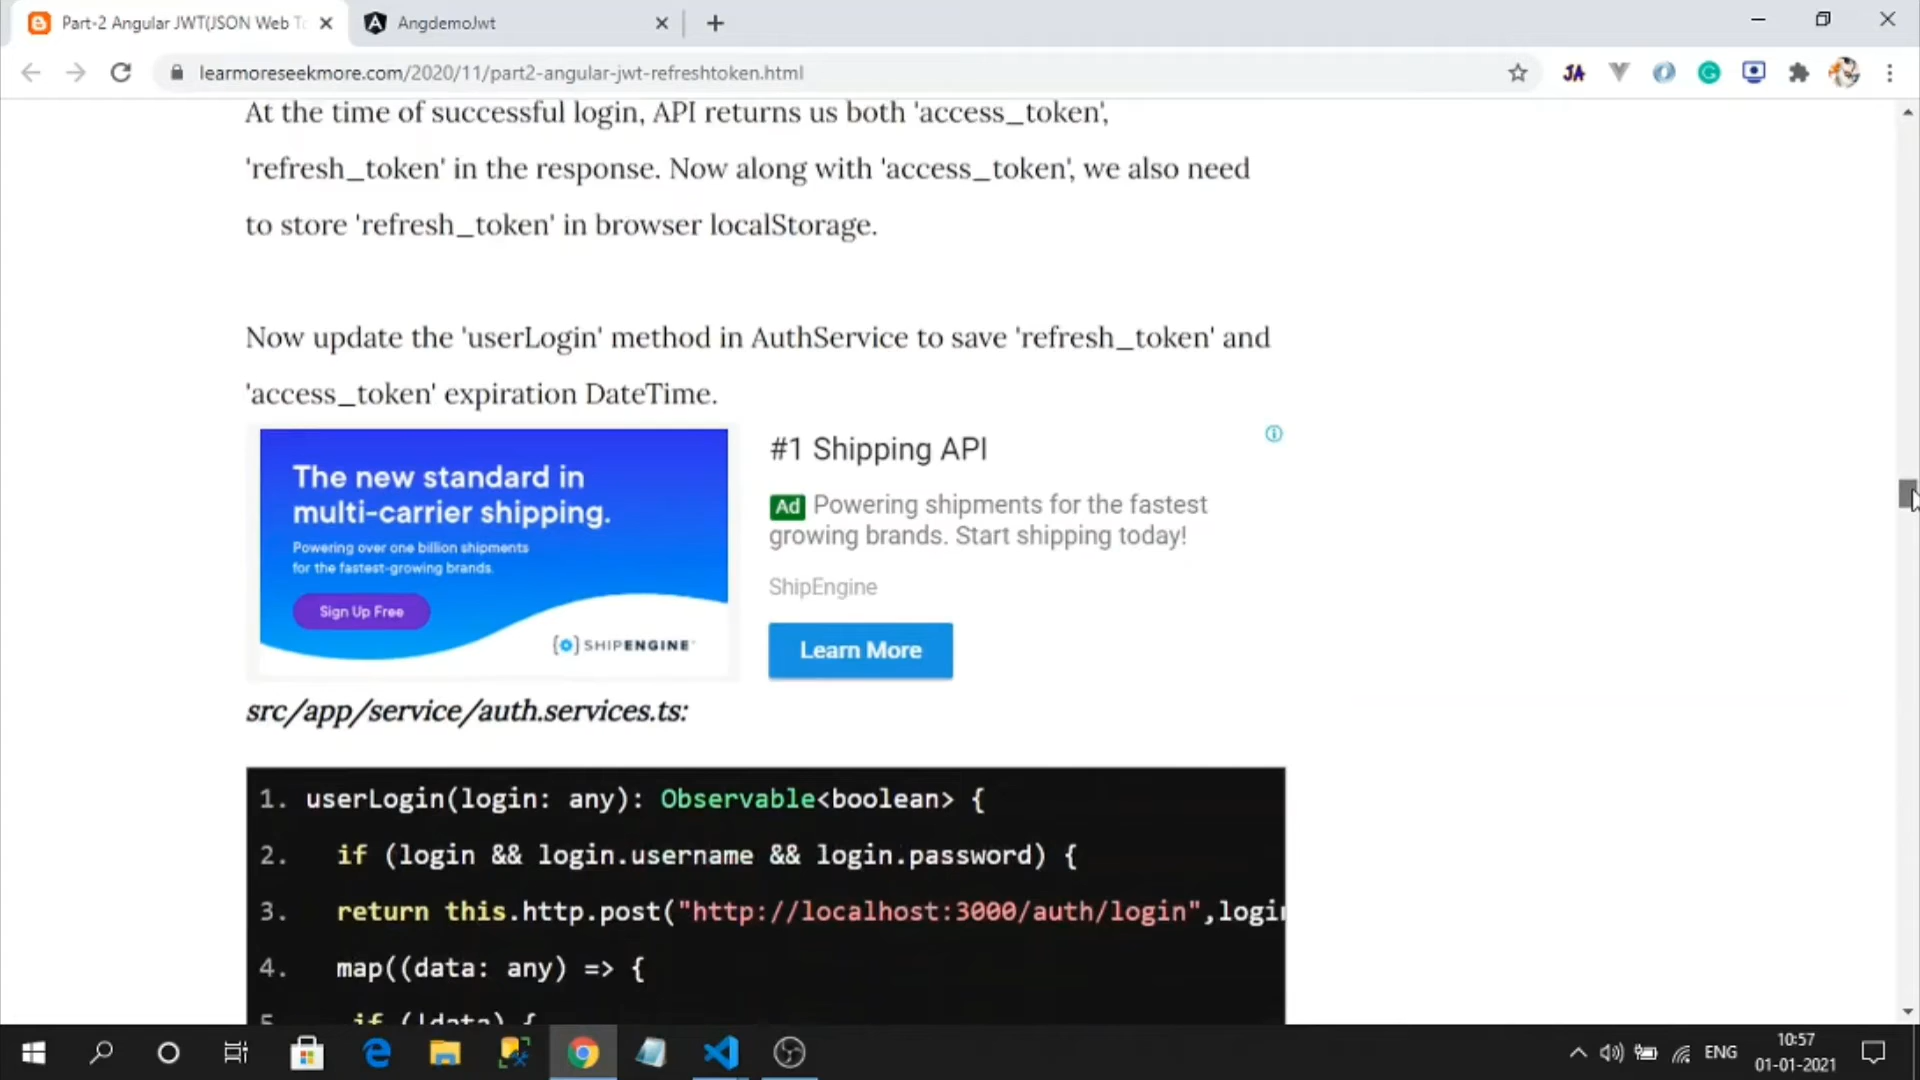 Part-2 Angular JWT(JSON Web T
AngdemoJwt
learmoreseekmore.com/2020/11/part2-angular-jwt-refreshtoken.html
JA
At the time of successful login, API returns us both 'access_token',
'refresh_token' in the response. Now along with 'access_token', we also need
to store 'refresh_token' in browser localStorage.
Now update the 'userLogin' method in AuthService to save 'refresh_token' and
'access_token' expiration DateTime.
The new standard in
multi-carrier shipping.
Powering over one billion shipments
for the fastest-growing brands.
Sign Up Free
SHIPENGINE
#1 Shipping API
Ad Powering shipments for the fastest
growing brands. Start shipping today!
ShipEngine
Learn More
src/app/service/auth.services.ts:
1. userLogin(login: any): Observable<boolean> {
2. if (login && login.username && login.password) {
3. return this.http.post("http://localhost:3000/auth/login",login
4. map((data: any) => {
5. if (!data) {
ENG
10:57
01-01-2021